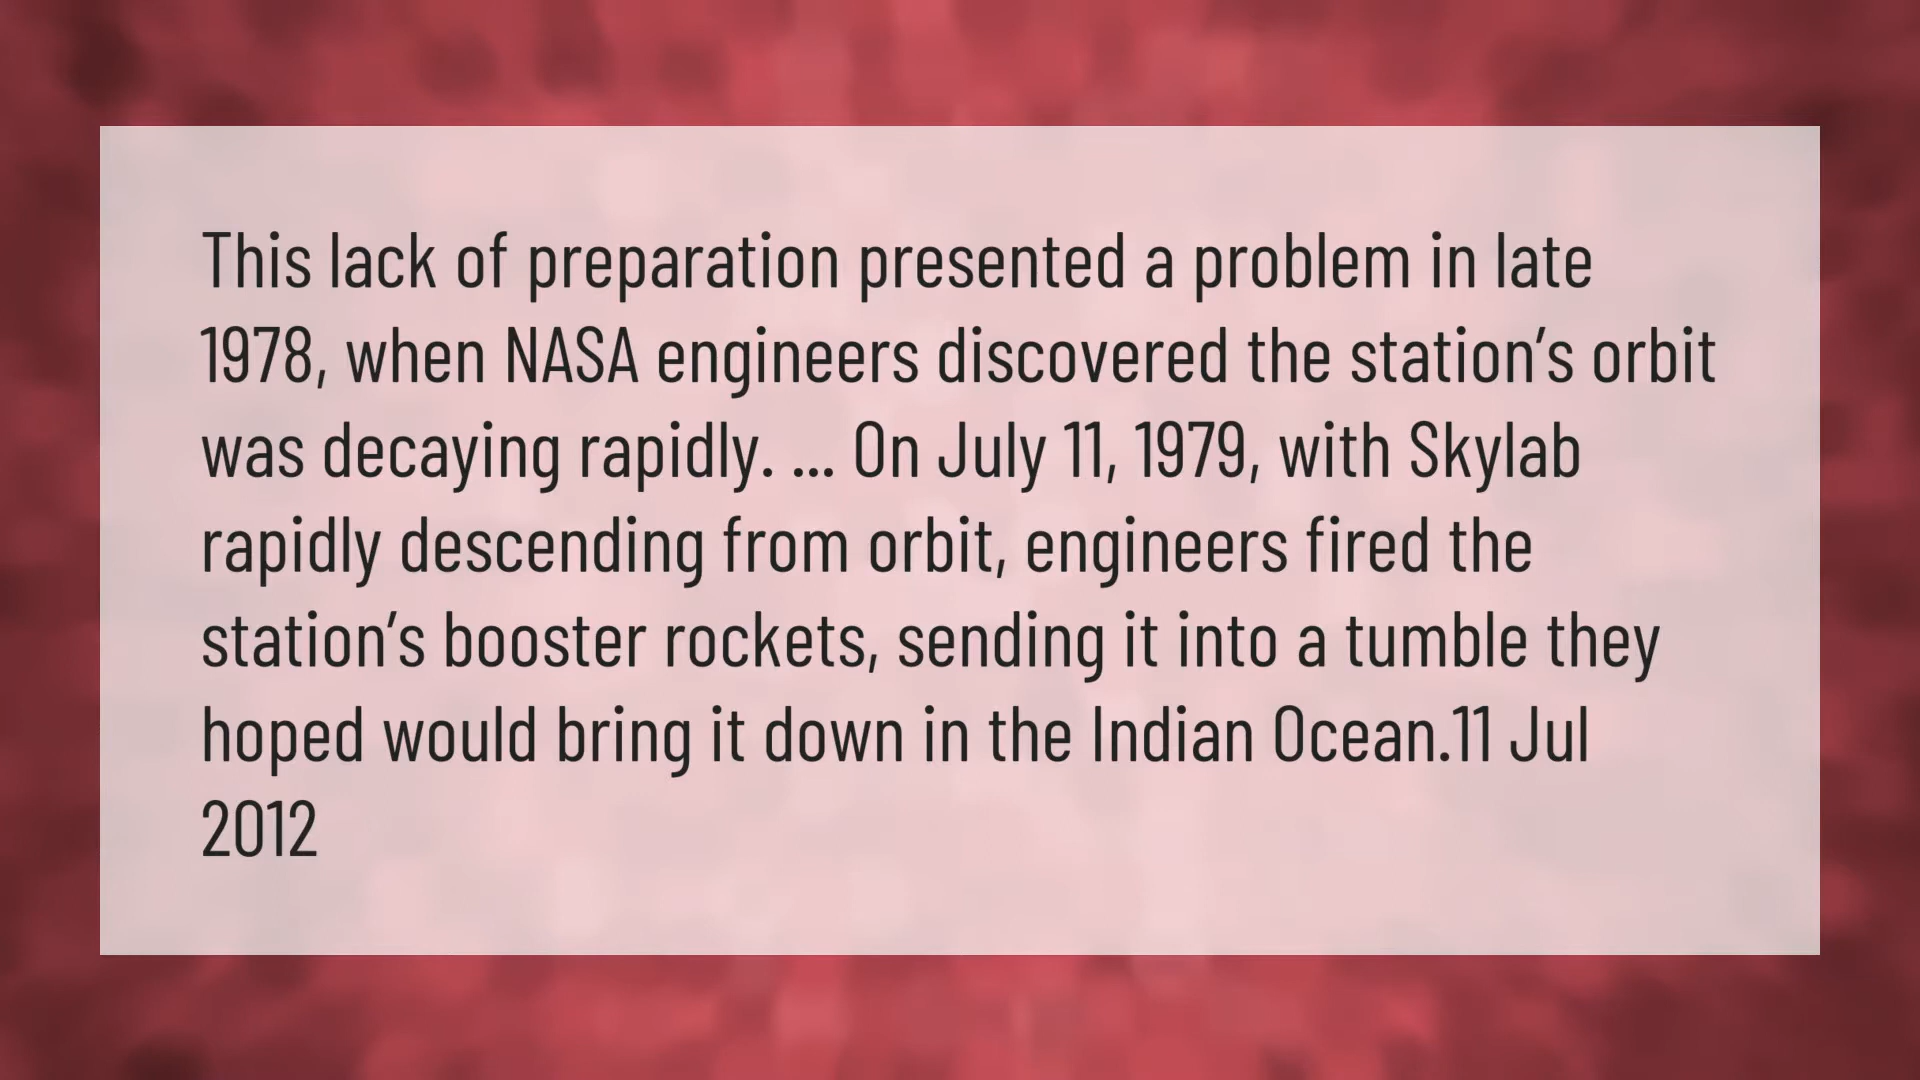 This lack of preparation presented a problem in late
1978, when NASA engineers discovered the station’s orbit
was decaying rapidly. ... On July 11, 1979, with Skylab
rapidly descending from orbit, engineers fired the
station’s booster rockets, sending it into a tumble they
hoped would bring it down in the Indian Ocean.11 Jul
2012